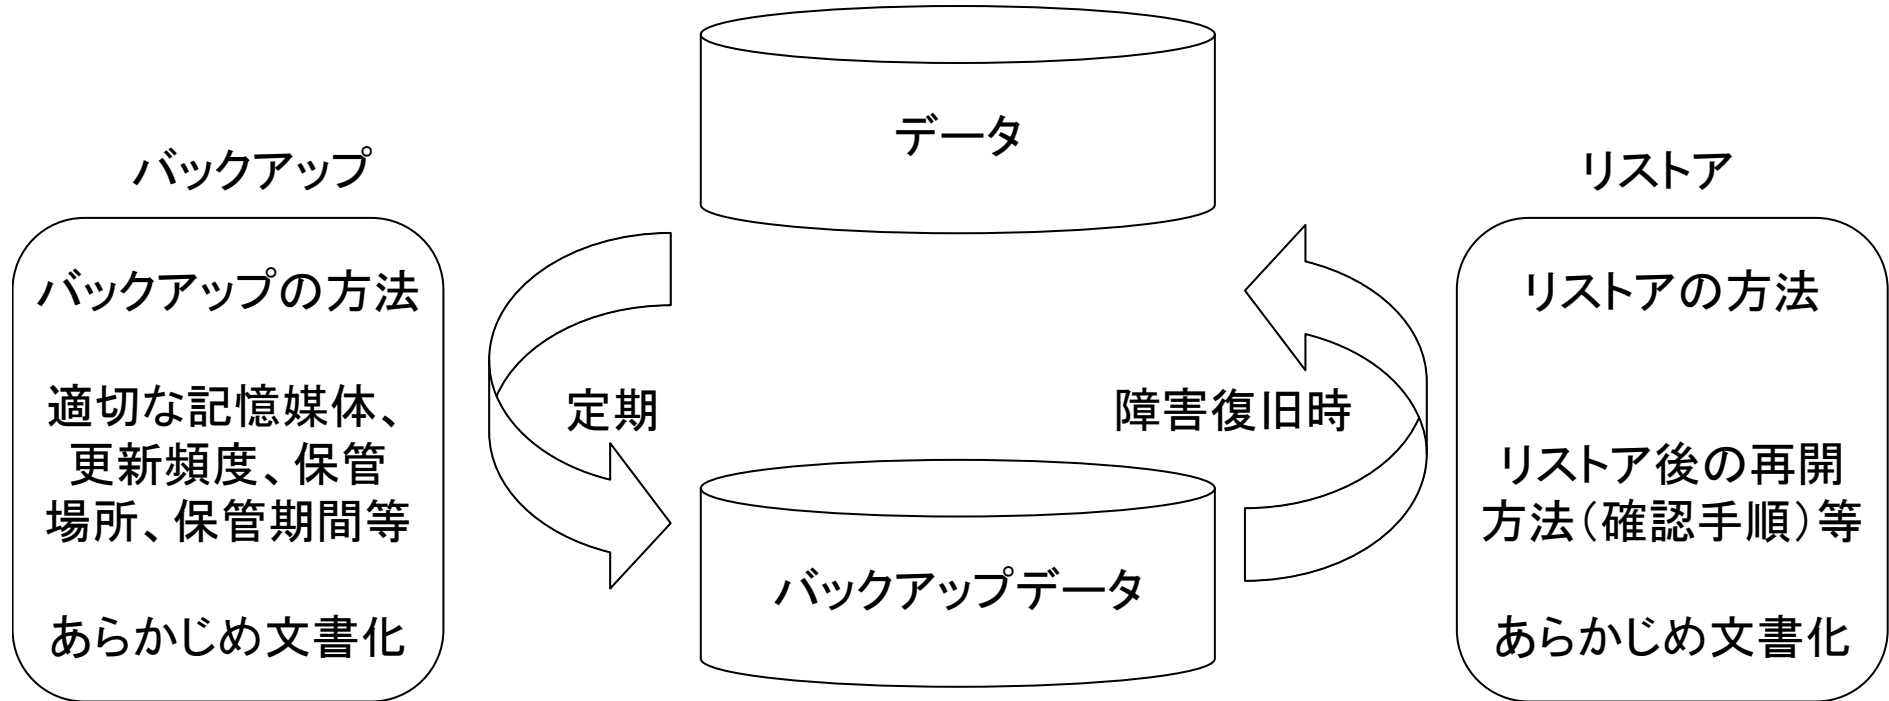 データ
バックアップ
リストア
バックアップの方法
適切な記憶媒体、
更新頻度、保管
場所、保管期間等
あらかじめ文書化
定期
障害復旧時
バックアップデータ
リストアの方法
リストア後の再開
方法（確認手順）等
あらかじめ文書化